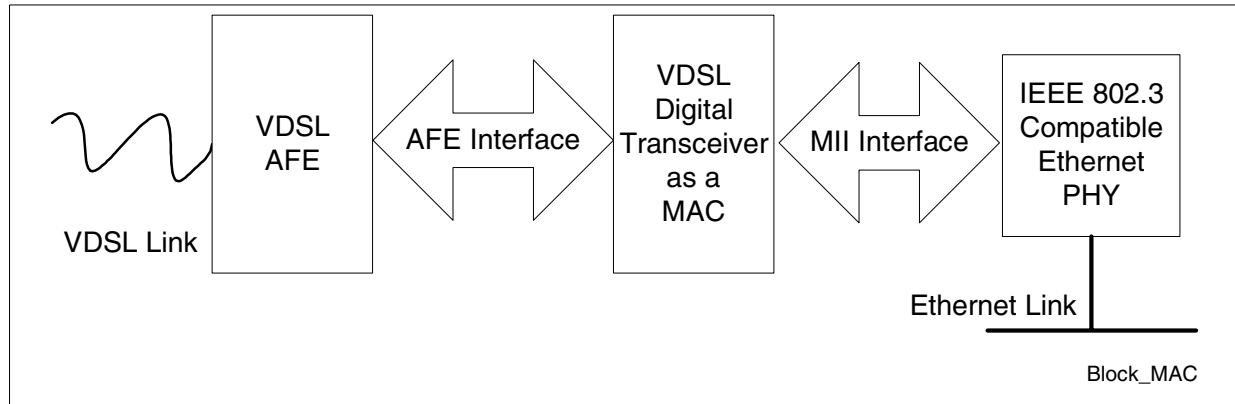 VDSL Link
VDSL
AFE
AFE Interface
VDSL
Digital
Transceiver
as a
MAC
MII Interface
IEEE 802.3
Compatible
Ethernet
PHY
Ethernet Link
Block_MAC